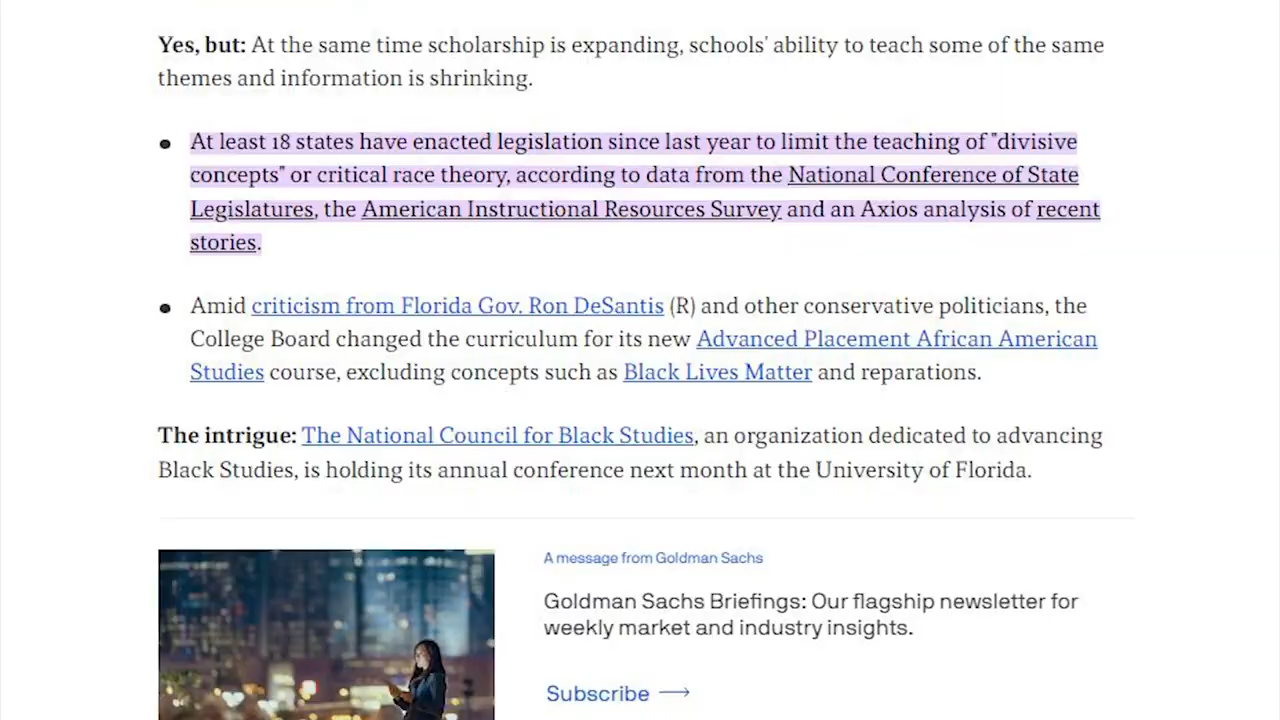 Yes, but: At the same time scholarship is expanding, schools' ability to teach some of the same
themes and information is shrinking.
At least 18 states have enacted legislation since last year to limit the teaching of "divisive
concepts" or critical race theory, according to data from the National Conference of State
Legislatures, the American Instructional Resources Survey and an Axios analysis of recent
stories.
Amid criticism from Florida Gov. Ron DeSantis (R) and other conservative politicians, the
College Board changed the curriculum for its new Advanced Placement African American
Studies course, excluding concepts such as Black Lives Matter and reparations.
The intrigue: The National Council for Black Studies, an organization dedicated to advancing
Black Studies, is holding its annual conference next month at the University of Florida.
A message from Goldman Sachs
Goldman Sachs Briefings: Our flagship newsletter for
weekly market and industry insights.
Subscribe